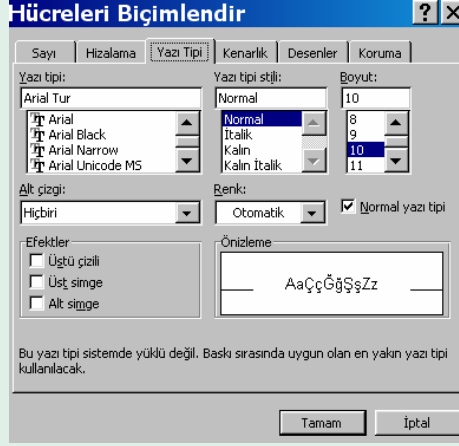 Hücreleri Biçimlendir
Sayı Hizalama Yazı Tipi Kenarlık Desenler Koruma
Yazı tipi: Yazı tipi stili: Boyut:
Arial Tur Normal 10
Arial Normal 8
Arial Black İtalik 9
Arial Narrow Kalın 10
Arial Unicode MS Kalın İtalik 11
Alt çizgi: Renk:
Hiçbiri Otomatik Normal yazı tipi
Efektler Önizleme
Üstü çizili
Üst simge AaÇçĞğŞşZz
Alt simge
Bu yazı tipi sistemde yüklü değil. Baskı sırasında uygun olan en yakın yazı tipi
kullanılacak.
Tamam İptal